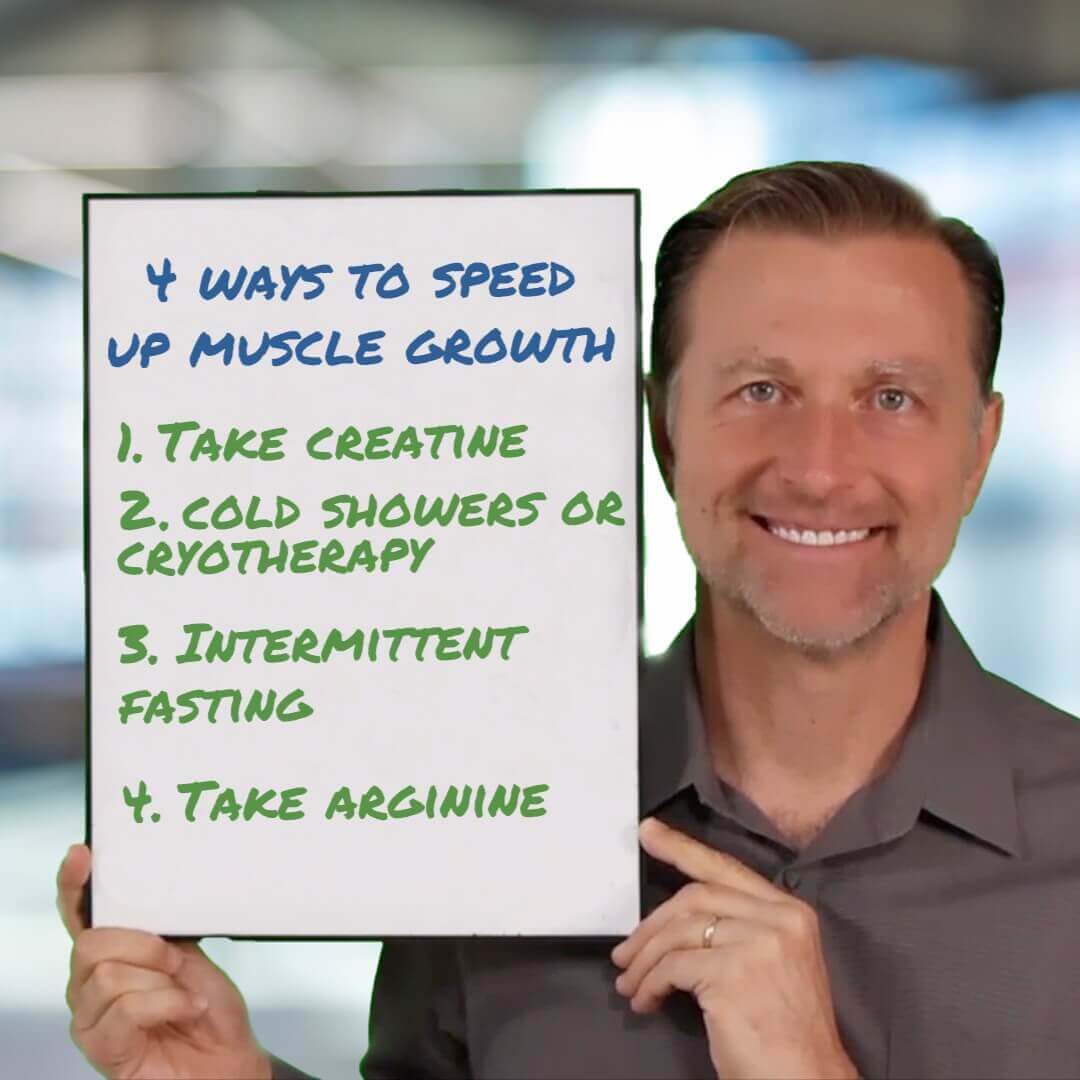 4 WAYS TO SPEED
UP MUSCLE GROWTH
1. TAKE CREATINE
2. COLD SHOWERS OR
CRYOTHERAPY
3. INTERMITTENT
FASTING
4. TAKE ARGININE